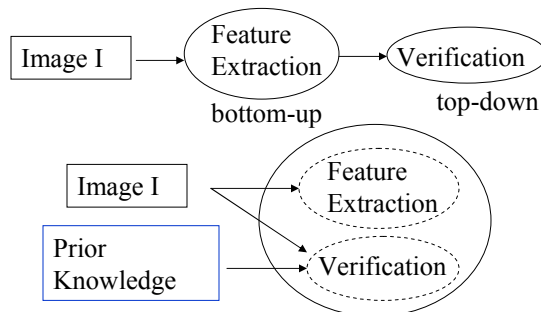 Image I
Feature
Extraction
Verification
bottom-up
top-down
Image I
Feature
Extraction
Prior
Knowledge
Verification